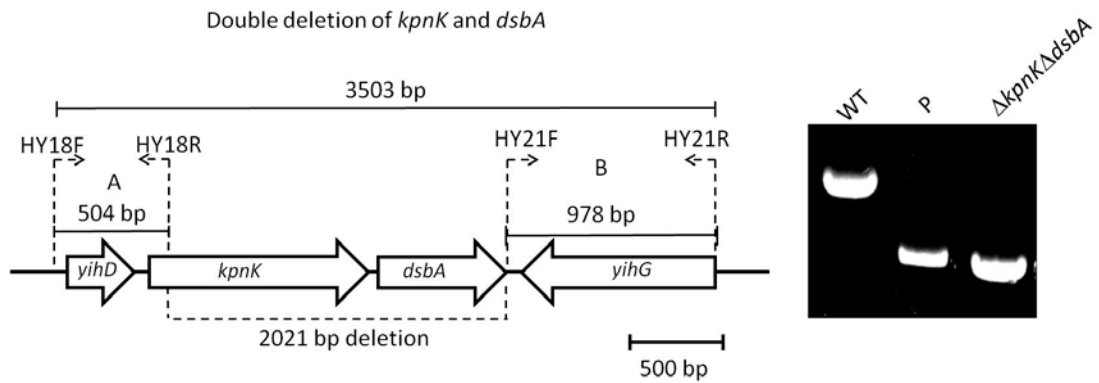 Double deletion of kpnK and dsbA
3503 bp
HY18F
HY18R
HY21F
HY21R
A
B
504 bp
978 bp
yihD
kpnK
dsbA
yihG
2021 bp deletion
500 bp
WT
P
ΔkpnKΔdsbA